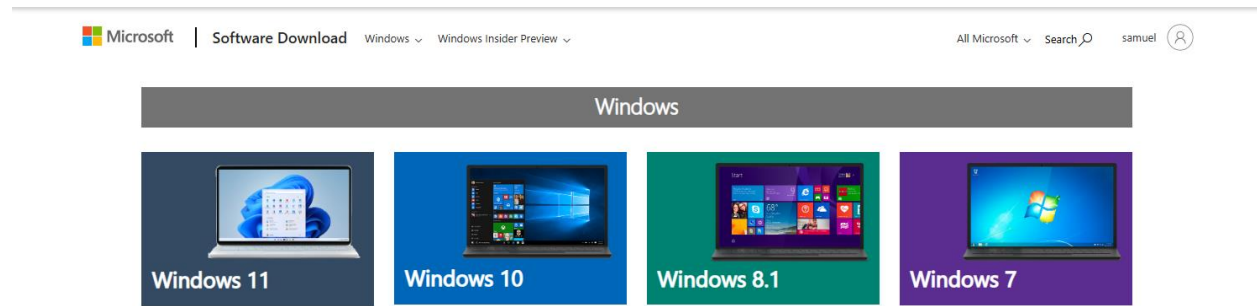 Microsoft Software Download Windows Windows Insider Preview All Microsoft Search samuel
Windows
Windows 11 Windows 10 Windows 8.1 Windows 7